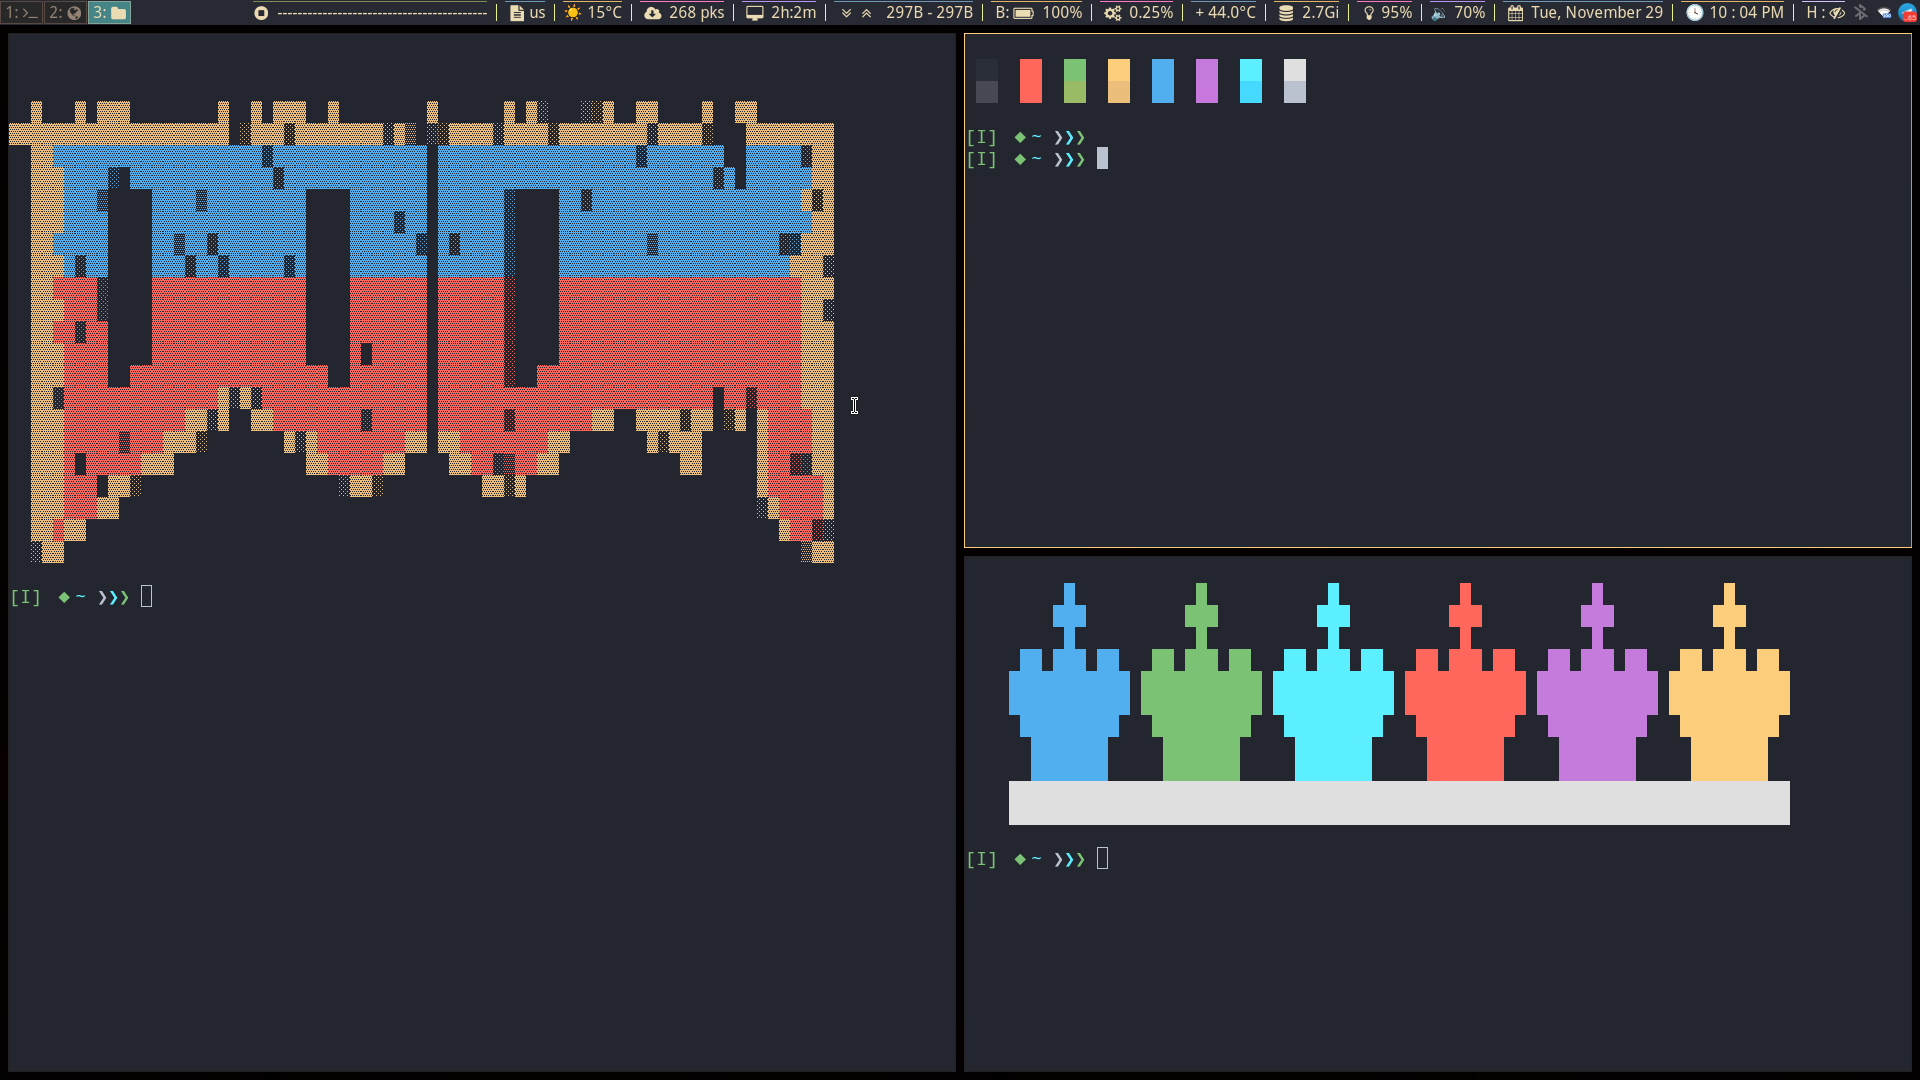 1: >_ 2: 3: -------------------------------------------- us 15°C 268 pks 2h:2m 297B - 297B B: 100% 0.25% + 44.0°C 2.7Gi 95% 70% Tue, November 29 10 : 04 PM H :
[I] ◆ ~ ❯❯❯
[I] ◆ ~ ❯❯❯
[I] ◆ ~ ❯❯❯
[I] ◆ ~ ❯❯❯